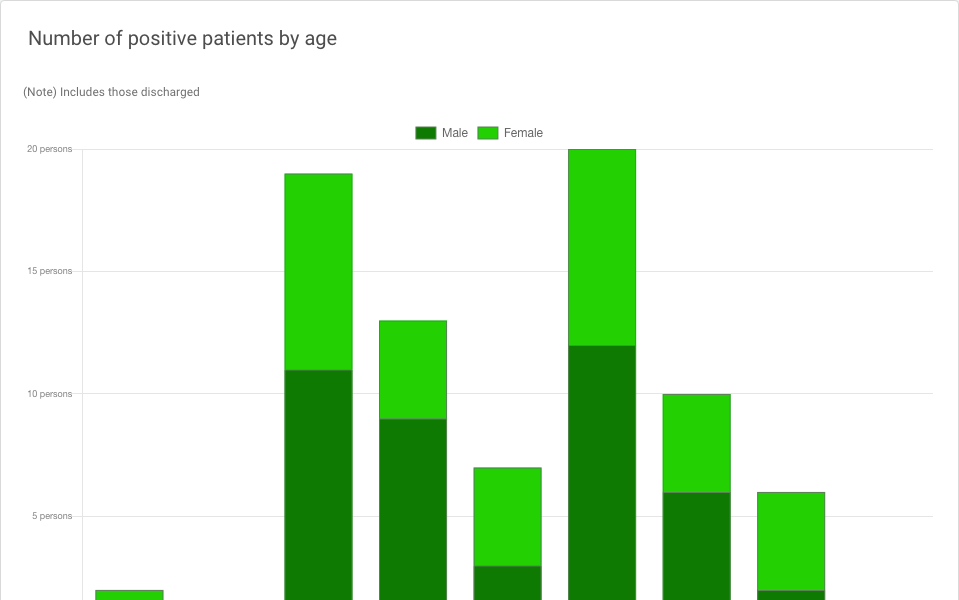 Number of positive patients by age
(Note) Includes those discharged
Male Female
20 persons
15 persons
10 persons
5 persons